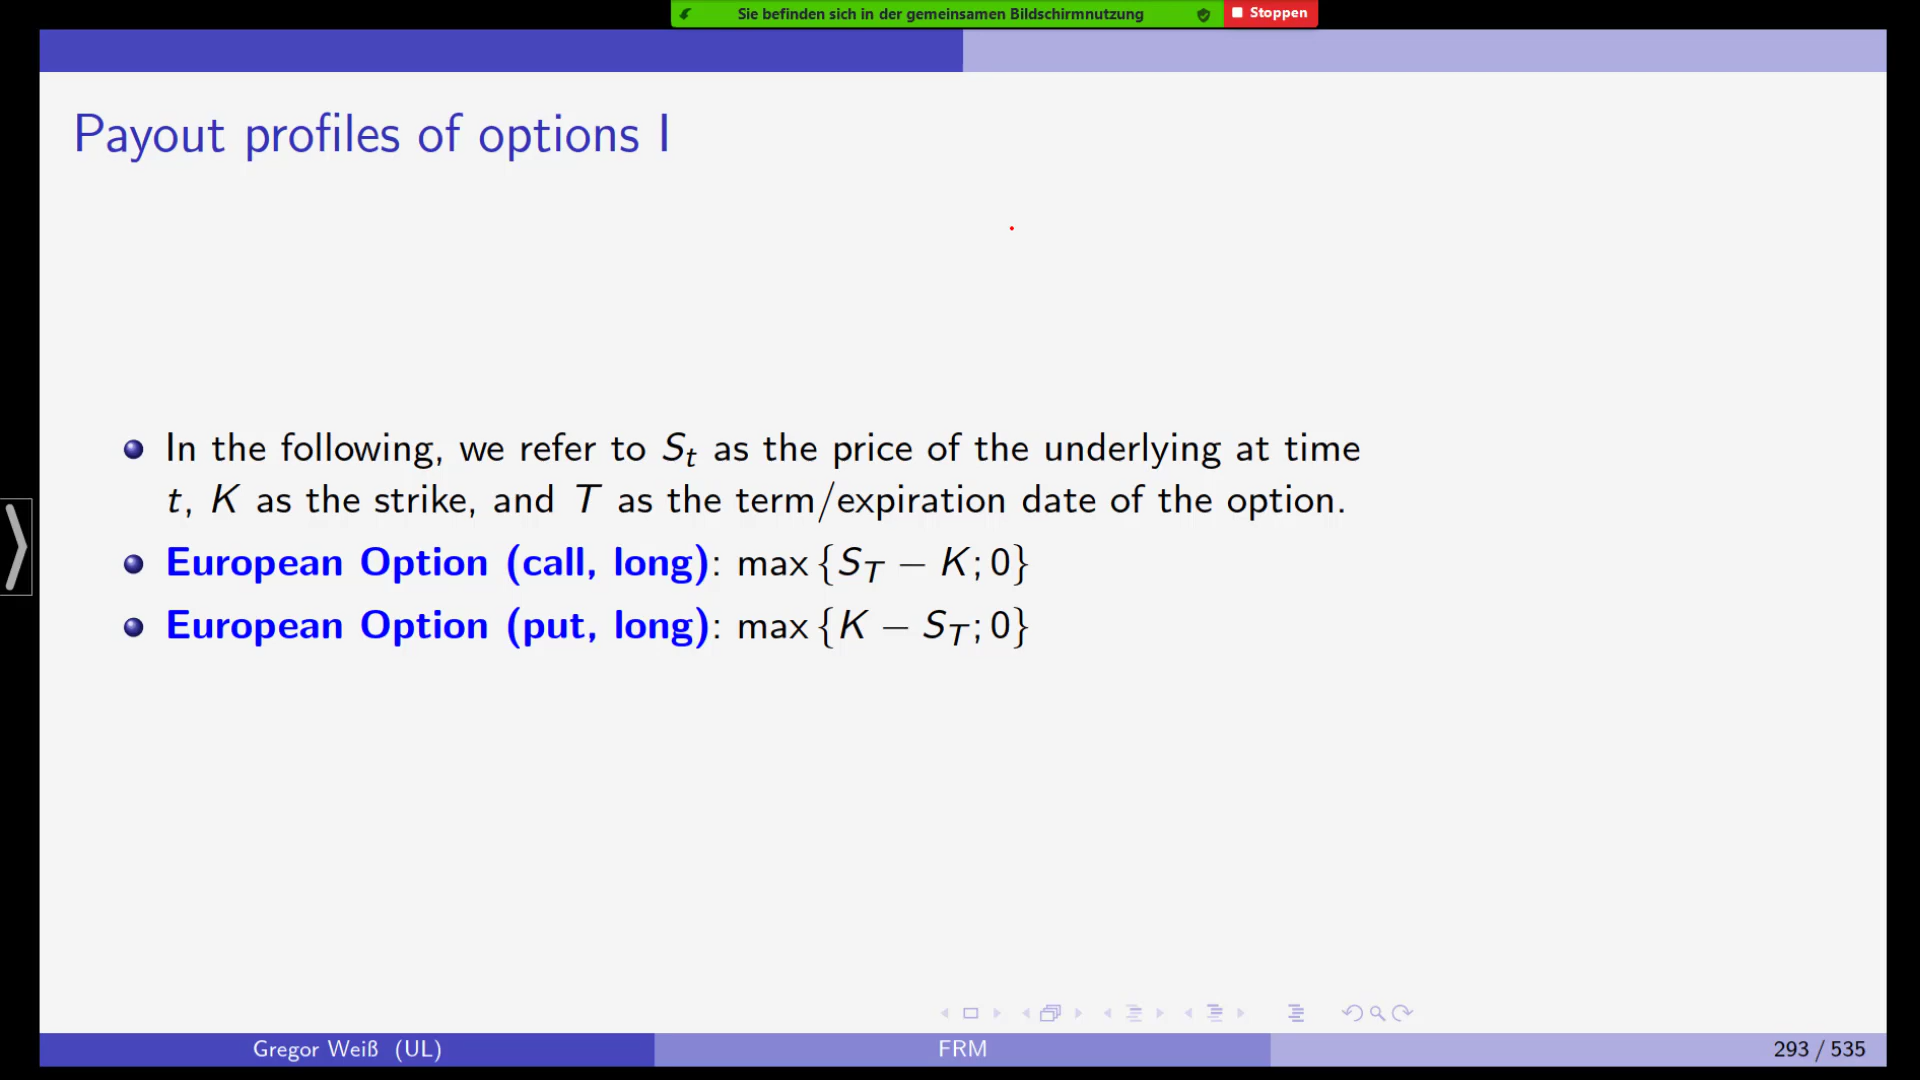 Sie befinden sich in der gemeinsamen Bildschirmnutzung
Stoppen
Payout profiles of options I
In the following, we refer to S_t as the price of the underlying at time
t, K as the strike, and T as the term/expiration date of the option.
European Option (call, long): max {S_T − K; 0}
European Option (put, long): max {K − S_T; 0}
Gregor Weiß (UL)
FRM
293 / 535